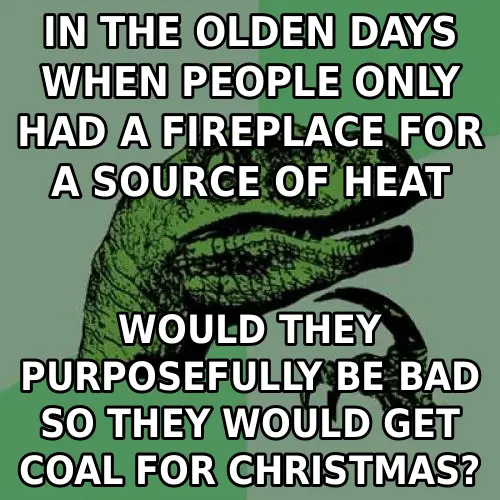 IN THE OLDEN DAYS
WHEN PEOPLE ONLY
HAD A FIREPLACE FOR
A SOURCE OF HEAT
WOULD THEY
PURPOSEFULLY BE BAD
SO THEY WOULD GET
COAL FOR CHRISTMAS?